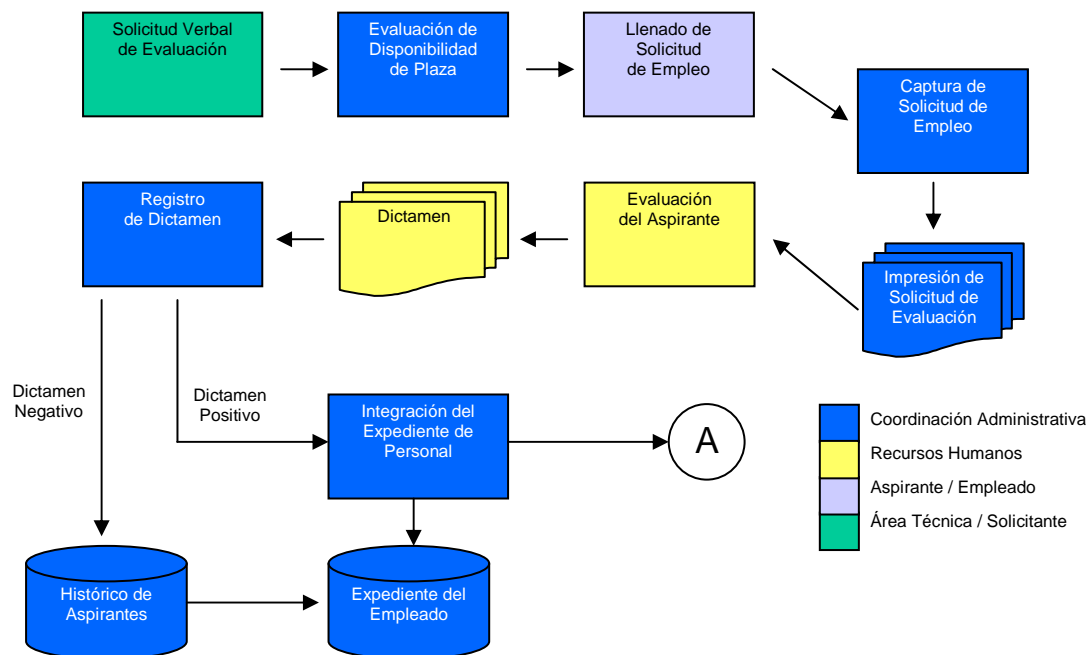 Solicitud Verbal
de Evaluación
Evaluación de
Disponibilidad
de Plaza
Llenado de
Solicitud
de Empleo
Captura de
Solicitud de
Empleo
Registro
de Dictamen
Dictamen
Evaluación
del Aspirante
Impresión de
Solicitud de
Evaluación
Dictamen
Negativo
Dictamen
Positivo
Integración del
Expediente de
Personal
A
Coordinación Administrativa
Recursos Humanos
Aspirante / Empleado
Área Técnica / Solicitante
Histórico de
Aspirantes
Expediente del
Empleado